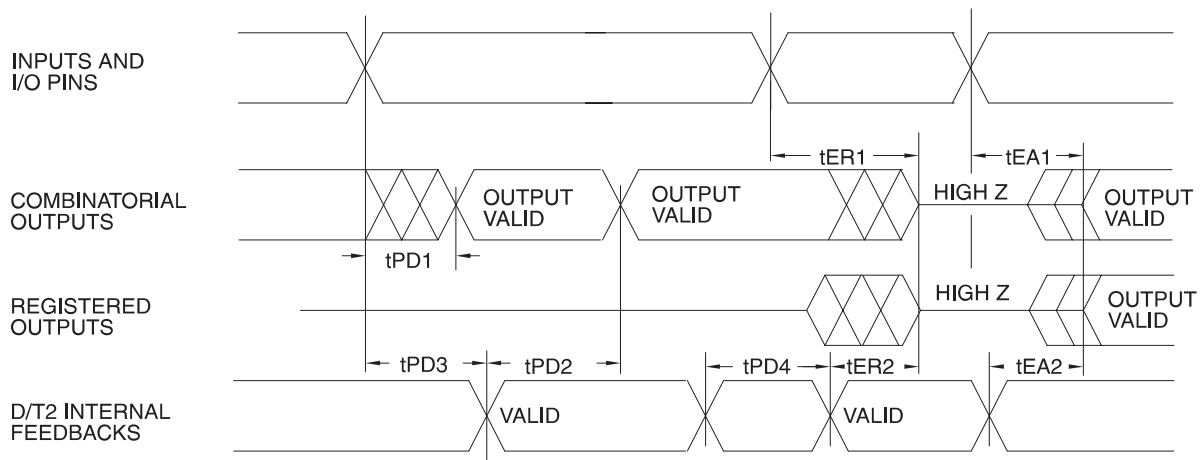 INPUTS AND
I/O PINS
tER1
tEA1
COMBINATORIAL
OUTPUTS
OUTPUT
VALID
OUTPUT
VALID
HIGH Z
OUTPUT
VALID
tPD1
REGISTERED
OUTPUTS
HIGH Z
OUTPUT
VALID
tPD3
tPD2
tPD4
tER2
tEA2
D/T2 INTERNAL
FEEDBACKS
VALID
VALID